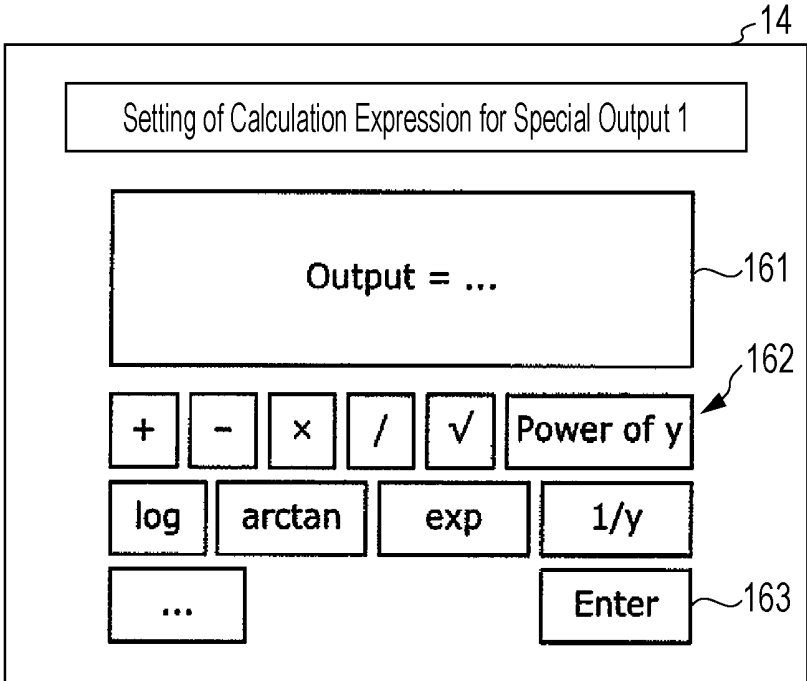 14
Setting of Calculation Expression for Special Output 1
Output = ...
161
162
+ - × / √ Power of y
log arctan exp 1/y
... Enter
163